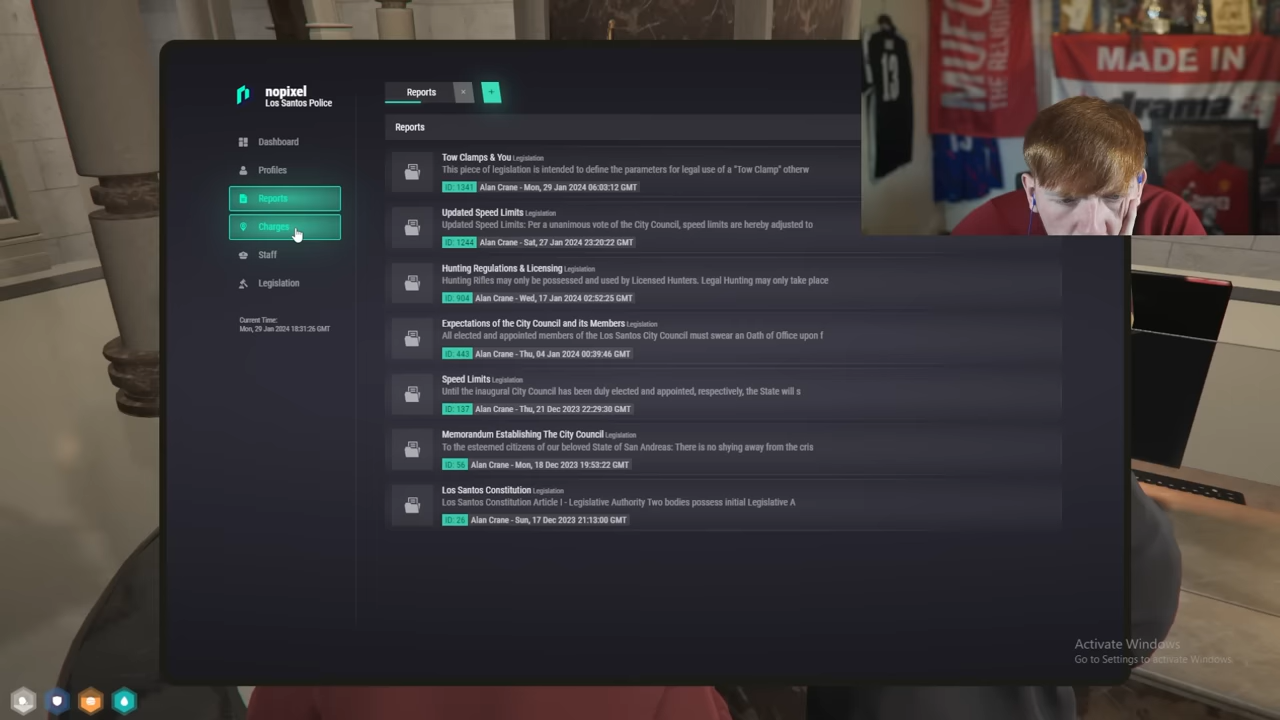 nopixel
Los Santos Police
Dashboard
Profiles
Reports
Charges
Staff
Legislation
Current Time:
Mon, 29 Jan 2024 18:31:26 GMT
Reports × +
Reports
Tow Clamps & You Legislation
This piece of legislation is intended to define the parameters for legal use of a "Tow Clamp" otherw
ID: 1341 Alan Crane - Mon, 29 Jan 2024 06:03:12 GMT
Updated Speed Limits Legislation
Updated Speed Limits: Per a unanimous vote of the City Council, speed limits are hereby adjusted to
ID: 1244 Alan Crane - Sat, 27 Jan 2024 23:20:22 GMT
Hunting Regulations & Licensing Legislation
Hunting Rifles may only be possessed and used by Licensed Hunters. Legal Hunting may only take place
ID: 904 Alan Crane - Wed, 17 Jan 2024 02:52:25 GMT
Expectations of the City Council and its Members Legislation
All elected and appointed members of the Los Santos City Council must swear an Oath of Office upon f
ID: 443 Alan Crane - Thu, 04 Jan 2024 00:39:46 GMT
Speed Limits Legislation
Until the inaugural City Council has been duly elected and appointed, respectively, the State will s
ID: 137 Alan Crane - Thu, 21 Dec 2023 22:29:30 GMT
Memorandum Establishing The City Council Legislation
To the esteemed citizens of our beloved State of San Andreas: There is no shying away from the cris
ID: 56 Alan Crane - Mon, 18 Dec 2023 19:53:22 GMT
Los Santos Constitution Legislation
Los Santos Constitution Article I - Legislative Authority Two bodies possess initial Legislative A
ID: 26 Alan Crane - Sun, 17 Dec 2023 21:13:00 GMT
13
MUFC
THE RELIGION
MADE IN
drama
Activate Windows
Go to Settings to activate Windows.